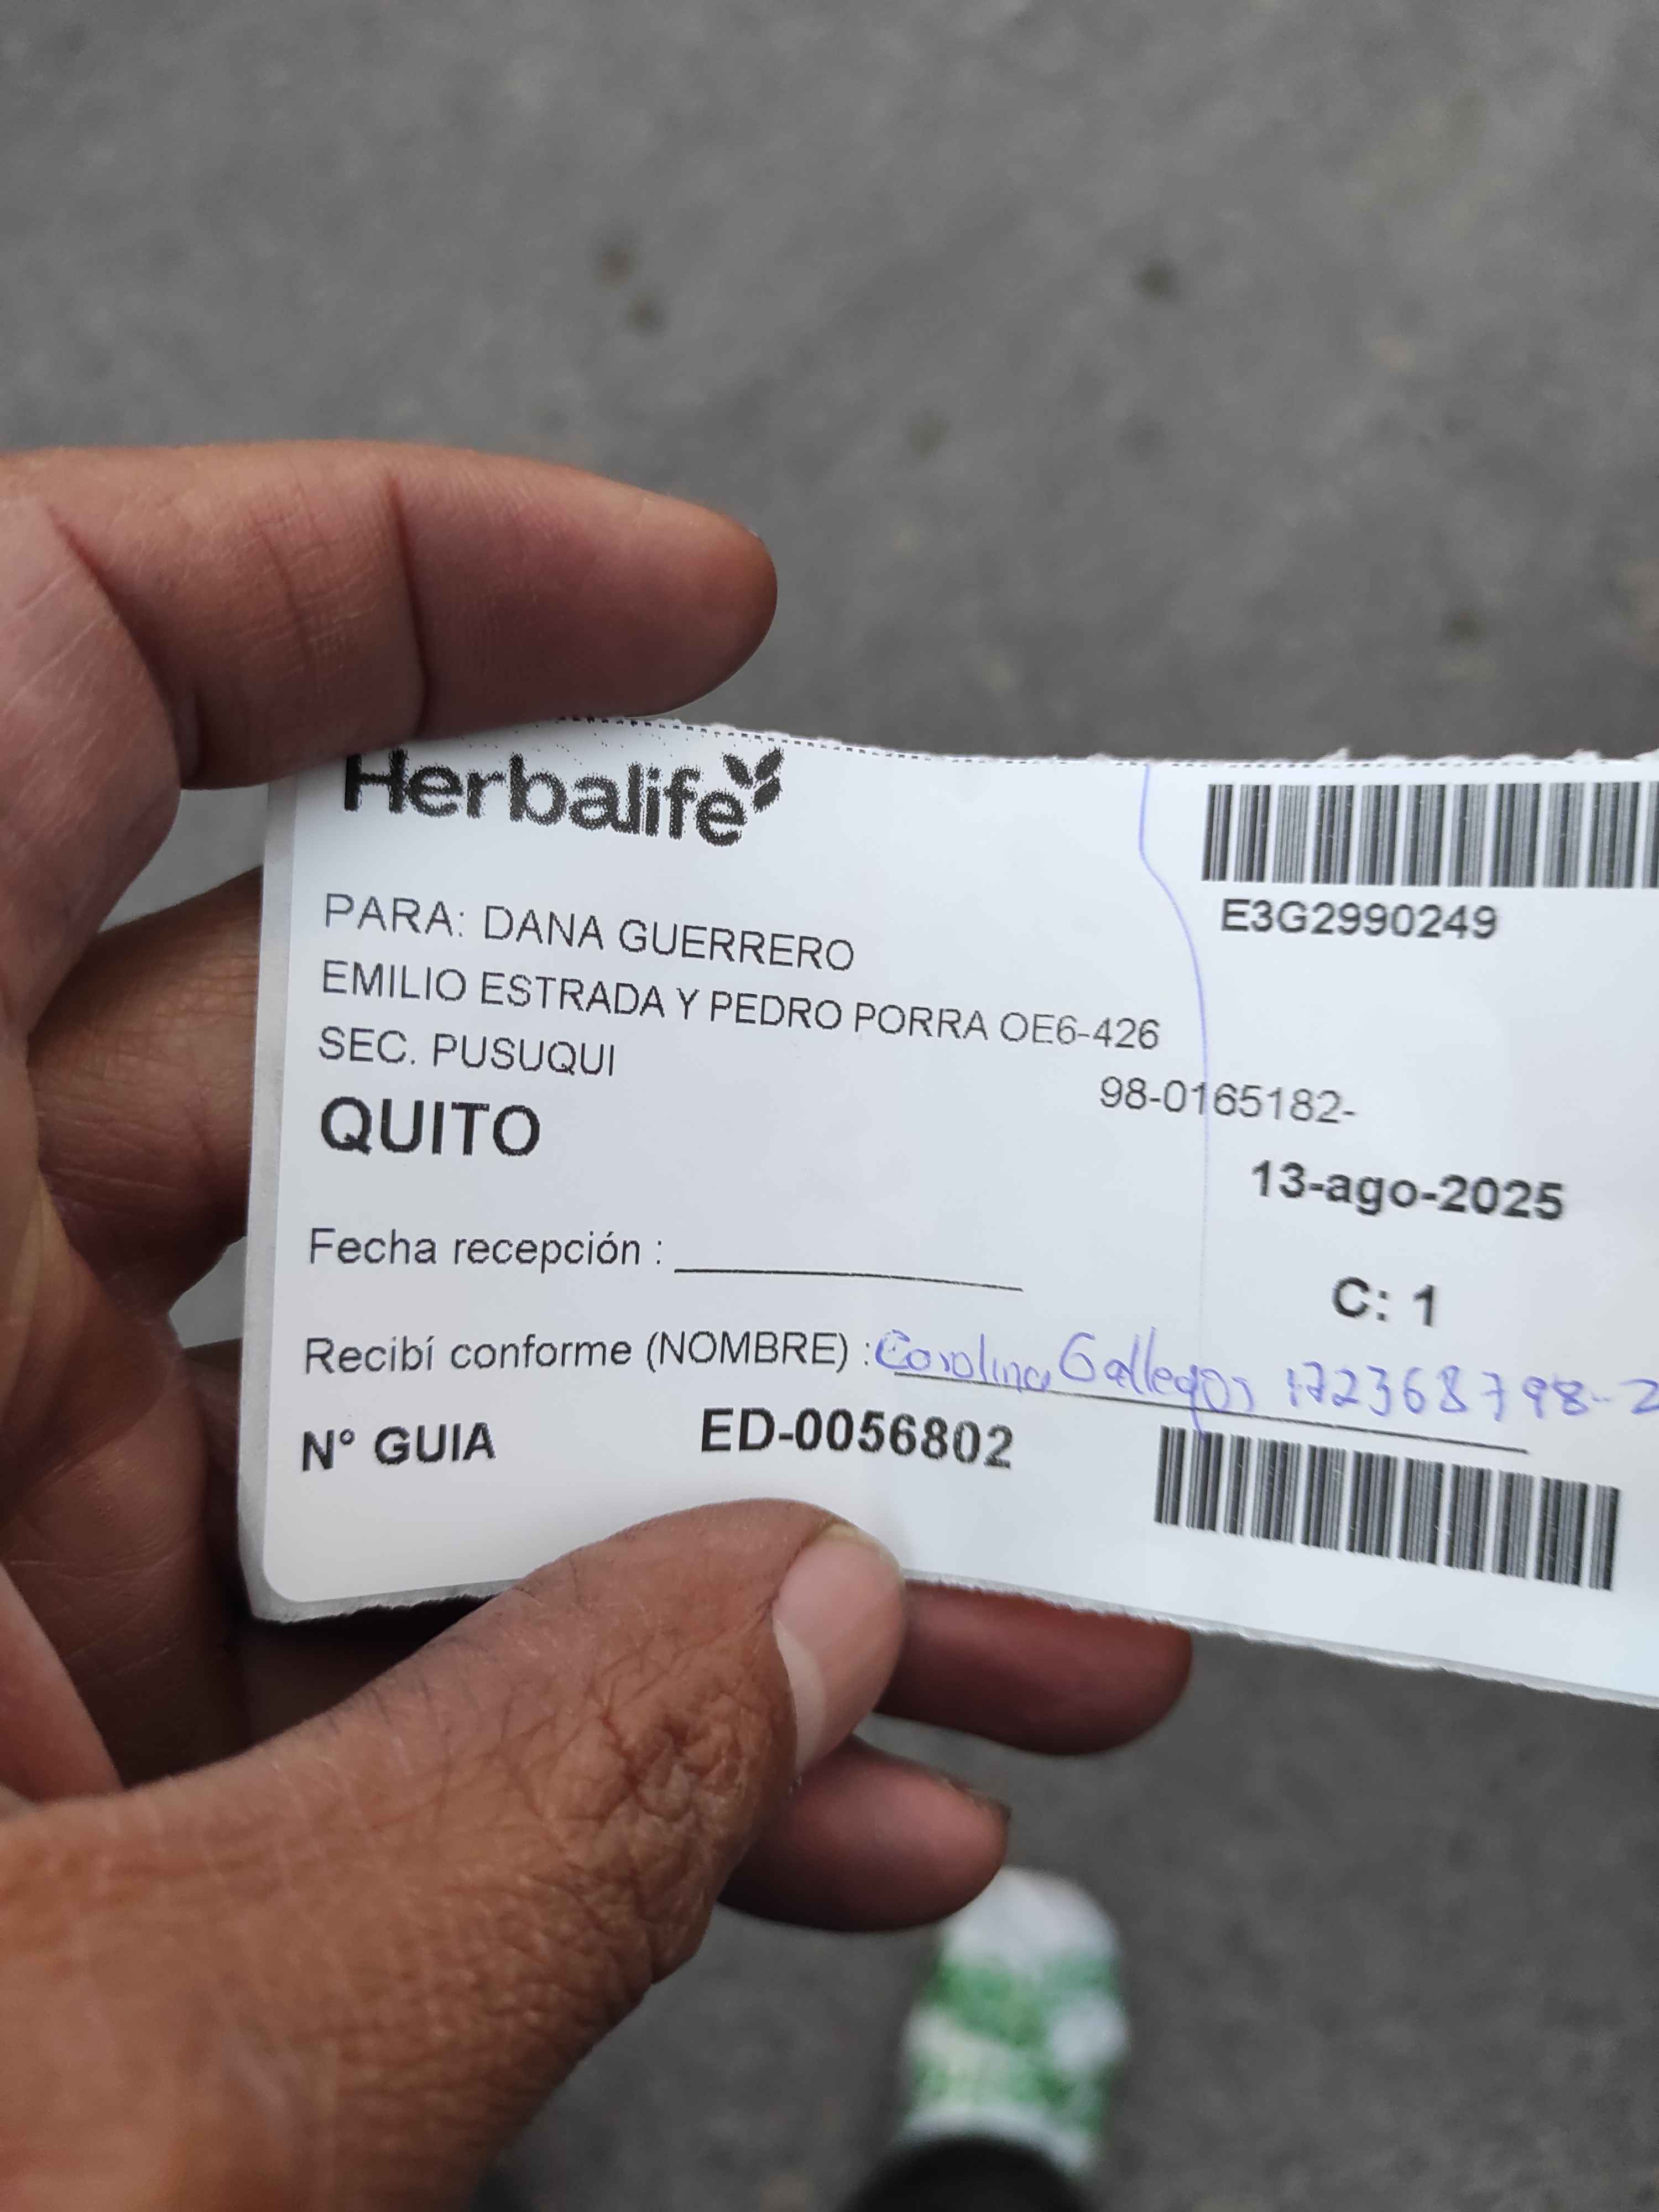 Herbalife
E3G2990249
PARA: DANA GUERRERO
EMILIO ESTRADA Y PEDRO PORRA OE6-426
SEC. PUSUQUI
98-0165182-
QUITO
13-ago-2025
Fecha recepción : ____________
C: 1
Recibí conforme (NOMBRE) : Carolina Gallegos 172368798-2
N° GUIA ED-0056802